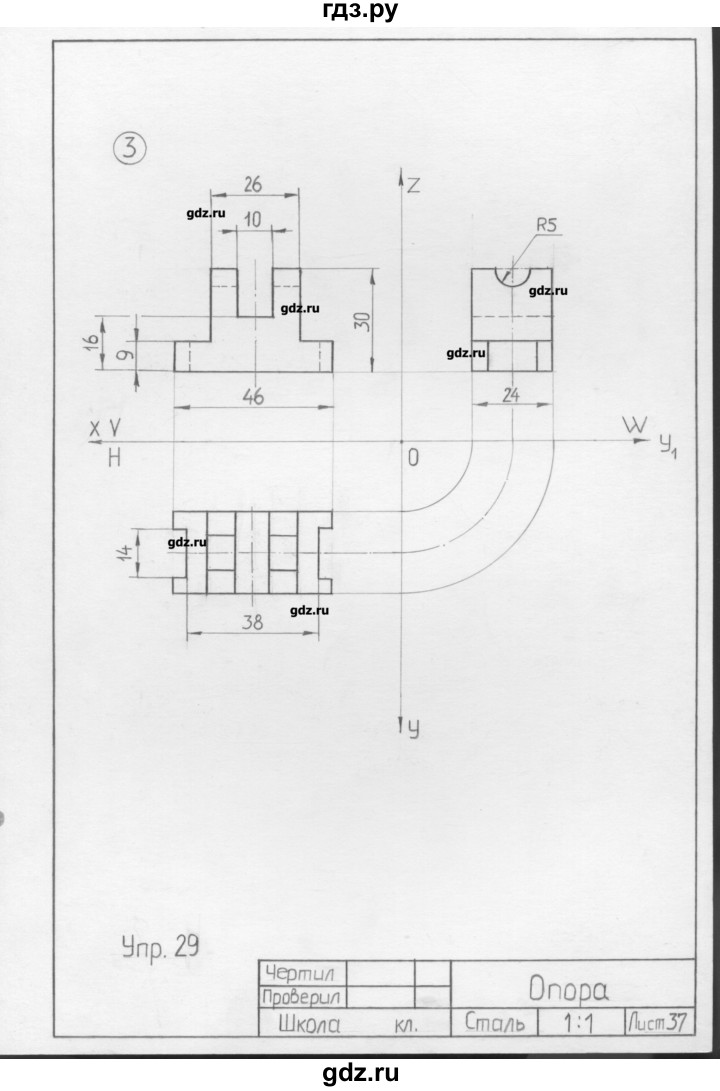 гдз.ру
3
Z
26
gdz.ru
10
R5
gdz.ru
gdz.ru
30
16
9
gdz.ru
46
24
X V
W
H
O
У₁
gdz.ru
14
gdz.ru
38
У
Упр. 29
Чертил
Проверил
Опора
Школа кл.
Сталь
1:1
Лист 37
gdz.ru